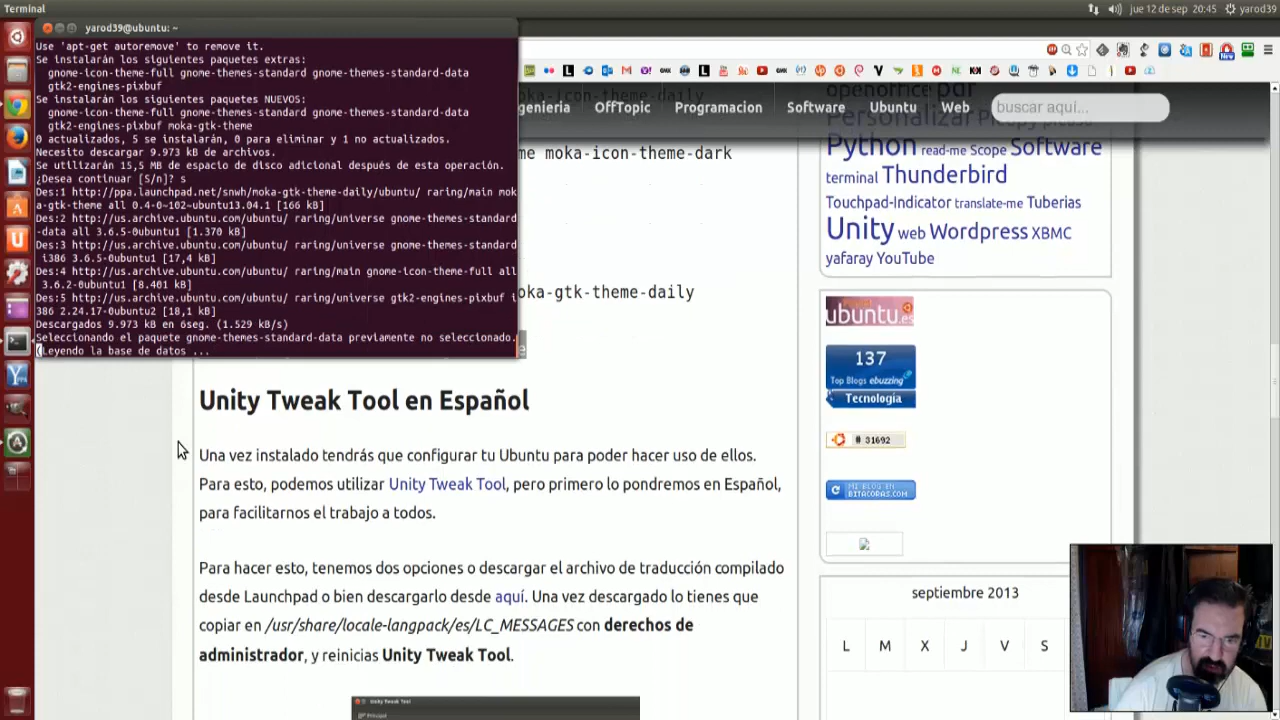 Terminal
jue 12 de sep 20:45
yarod39
yarod39@ubuntu: ~
Use 'apt-get autoremove' to remove it.
Se instalarán los siguientes paquetes extras:
gnome-icon-theme-full gnome-themes-standard gnome-themes-standard-data
gtk2-engines-pixbuf
Se instalarán los siguientes paquetes NUEVOS:
gnome-icon-theme-full gnome-themes-standard gnome-themes-standard-data
gtk2-engines-pixbuf moka-gtk-theme
0 actualizados, 5 se instalarán, 0 para eliminar y 1 no actualizados.
Necesito descargar 9.973 kB de archivos.
Se utilizarán 15,5 MB de espacio de disco adicional después de esta operación.
¿Desea continuar [S/n]? s
Des:1 http://ppa.launchpad.net/snwh/moka-gtk-theme-daily/ubuntu/ raring/main mok
a-gtk-theme all 0.4-0~102~ubuntu13.04.1 [166 kB]
Des:2 http://us.archive.ubuntu.com/ubuntu/ raring/universe gnome-themes-standard
-data all 3.6.5-0ubuntu1 [1.370 kB]
Des:3 http://us.archive.ubuntu.com/ubuntu/ raring/universe gnome-themes-standard
i386 3.6.5-0ubuntu1 [17,4 kB]
Des:4 http://us.archive.ubuntu.com/ubuntu/ raring/main gnome-icon-theme-full all
3.6.2-0ubuntu1 [8.401 kB]
Des:5 http://us.archive.ubuntu.com/ubuntu/ raring/universe gtk2-engines-pixbuf i
386 2.24.17-0ubuntu2 [18,1 kB]
Descargados 9.973 kB en 6seg. (1.529 kB/s)
Seleccionando el paquete gnome-themes-standard-data previamente no seleccionado.
(Leyendo la base de datos ...
genieria OffTopic Programacion Software Ubuntu Web buscar aquí...
me moka-icon-theme-dark
oka-gtk-theme-daily
Unity Tweak Tool en Español
Una vez instalado tendrás que configurar tu Ubuntu para poder hacer uso de ellos.
Para esto, podemos utilizar Unity Tweak Tool, pero primero lo pondremos en Español,
para facilitarnos el trabajo a todos.
Para hacer esto, tenemos dos opciones o descargar el archivo de traducción compilado
desde Launchpad o bien descargarlo desde aquí. Una vez descargado lo tienes que
copiar en /usr/share/locale-langpack/es/LC_MESSAGES con derechos de
administrador, y reinicias Unity Tweak Tool.
Unity Tweak Tool
Principal
openoffice par
Personalizar
Python read-me Scope Software
terminal Thunderbird
Touchpad-Indicator translate-me Tuberias
Unity web Wordpress XBMC
yafaray YouTube
ubuntu.es
137
Top Blogs ebuzzing
Tecnología
# 31692
MI BLOG EN
BITACORAS.COM
septiembre 2013
L M X J V S